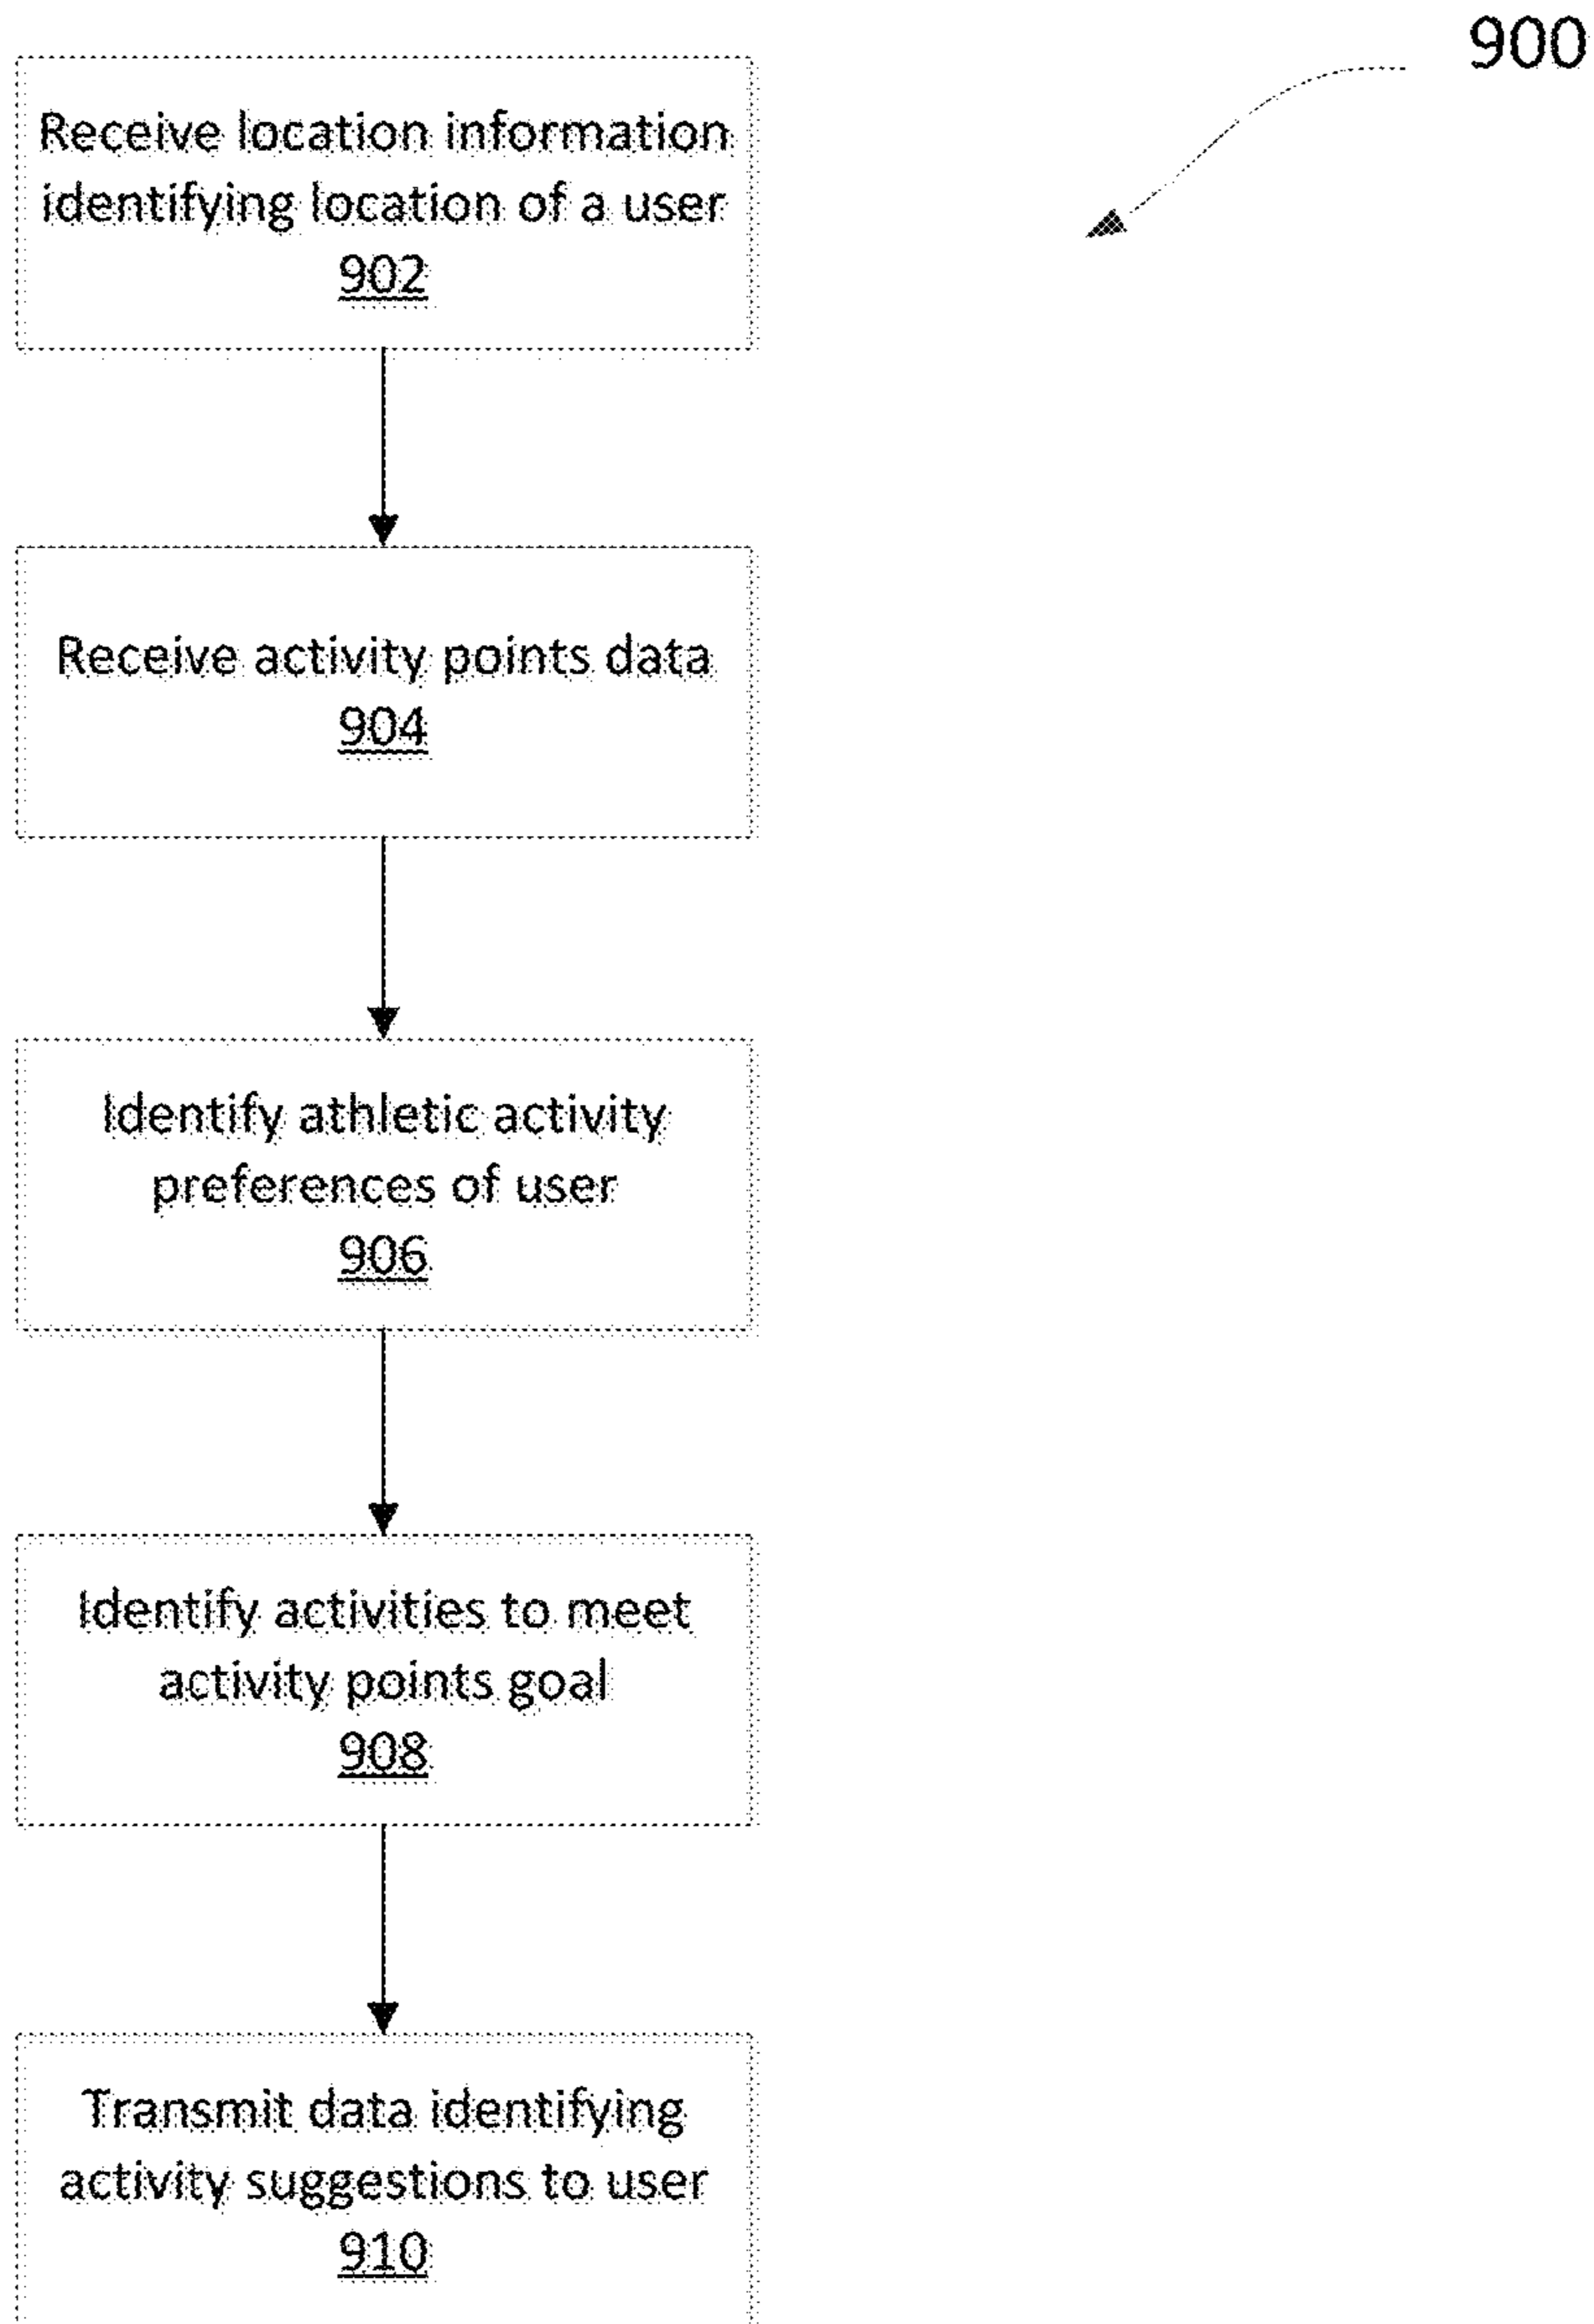 900
Receive location information
identifying location of a user
902
Receive activity points data
904
Identify athletic activity
preferences of user
906
Identify activities to meet
activity points goal
908
Transmit data identifying
activity suggestions to user
910